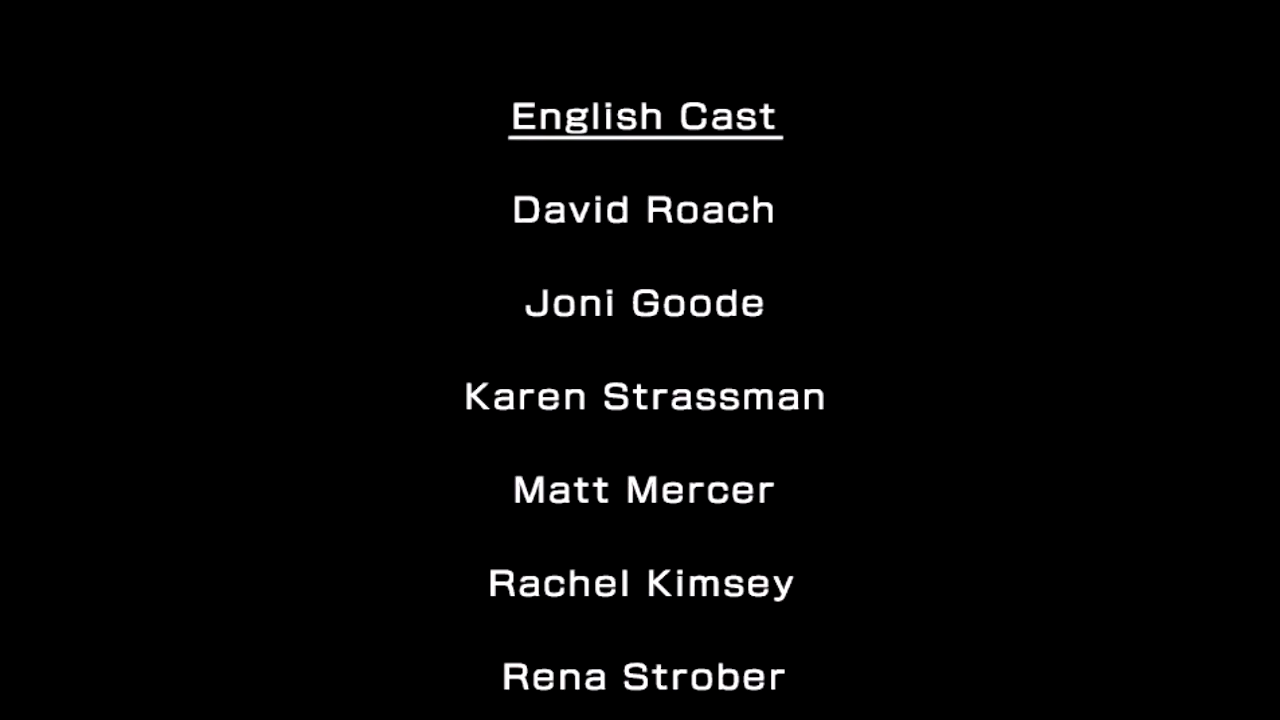 English Cast
David Roach
Joni Goode
Karen Strassman
Matt Mercer
Rachel Kimsey
Rena Strober